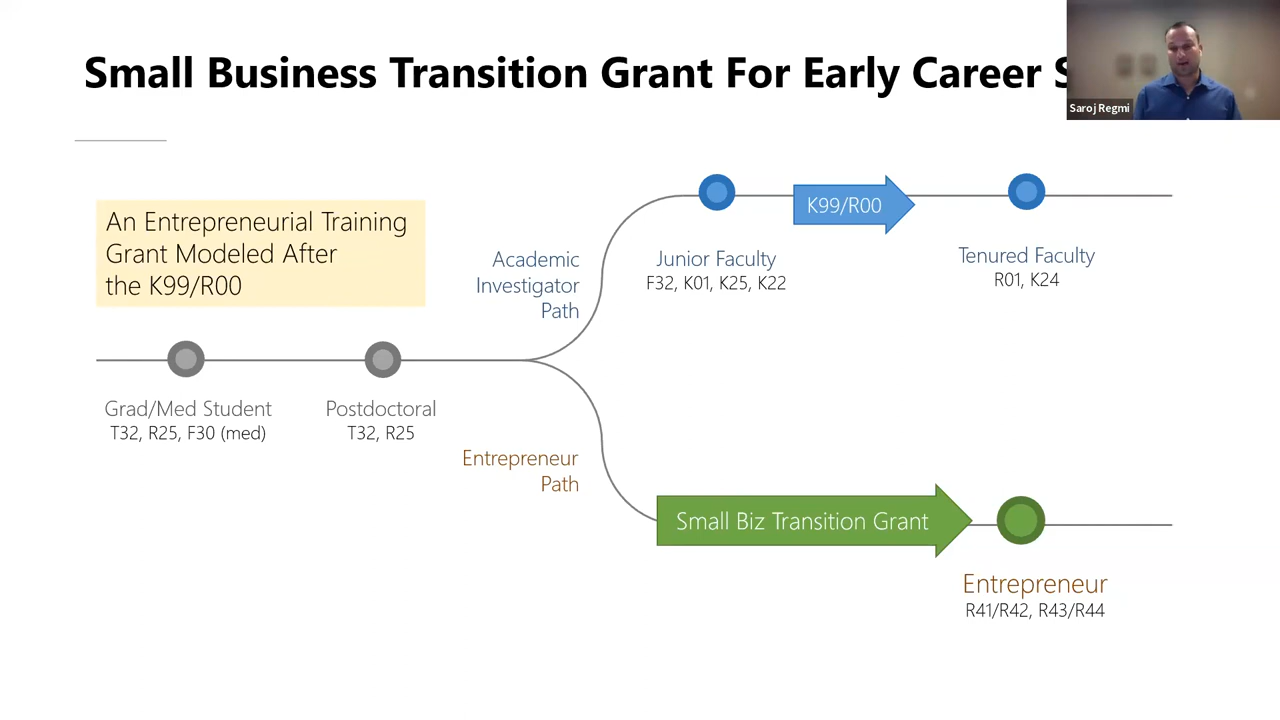 Small Business Transition Grant For Early Career
Saroj Regmi
An Entrepreneurial Training
Grant Modeled After
the K99/R00
Academic
Investigator
Path
Junior Faculty
F32, K01, K25, K22
K99/R00
Tenured Faculty
R01, K24
Grad/Med Student
T32, R25, F30 (med)
Postdoctoral
T32, R25
Entrepreneur
Path
Small Biz Transition Grant
Entrepreneur
R41/R42, R43/R44